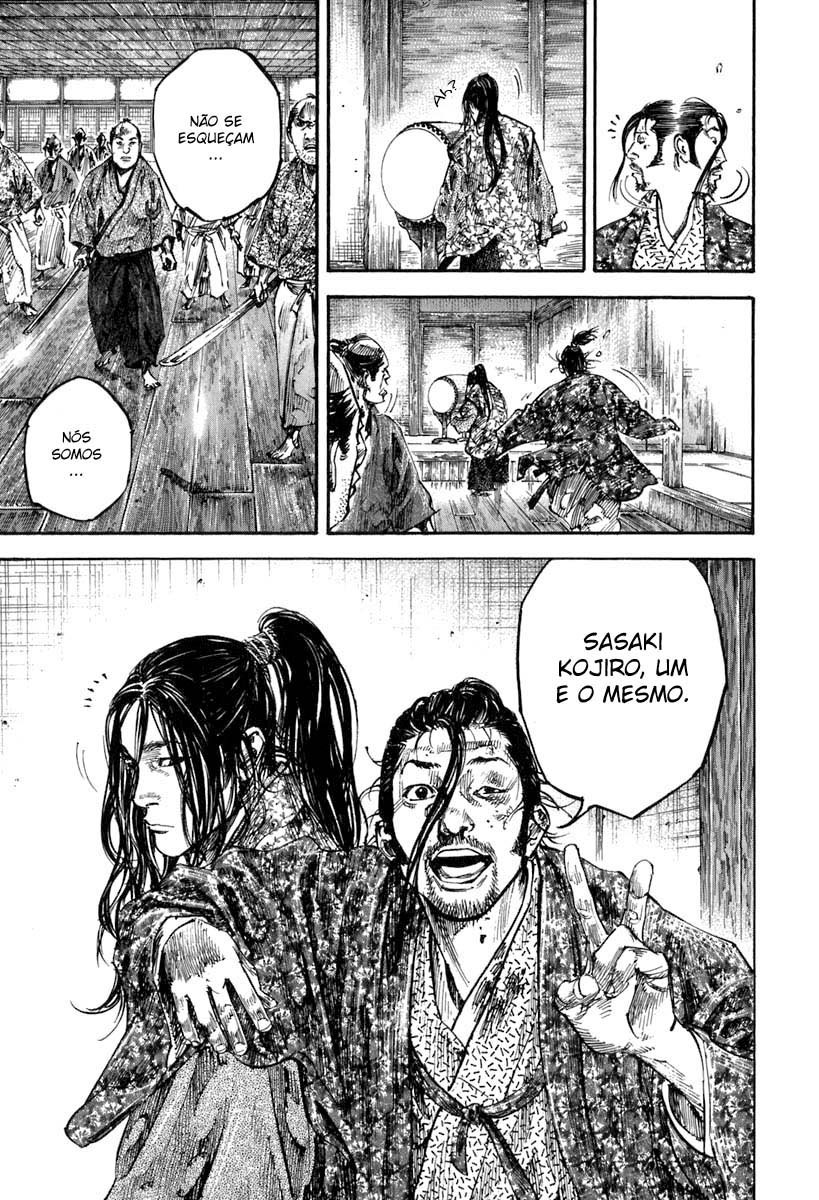 Ah?
NÃO SE
ESQUEÇAM
...
NÓS
SOMOS
...
SASAKI
KOJIRO, UM
E O MESMO.